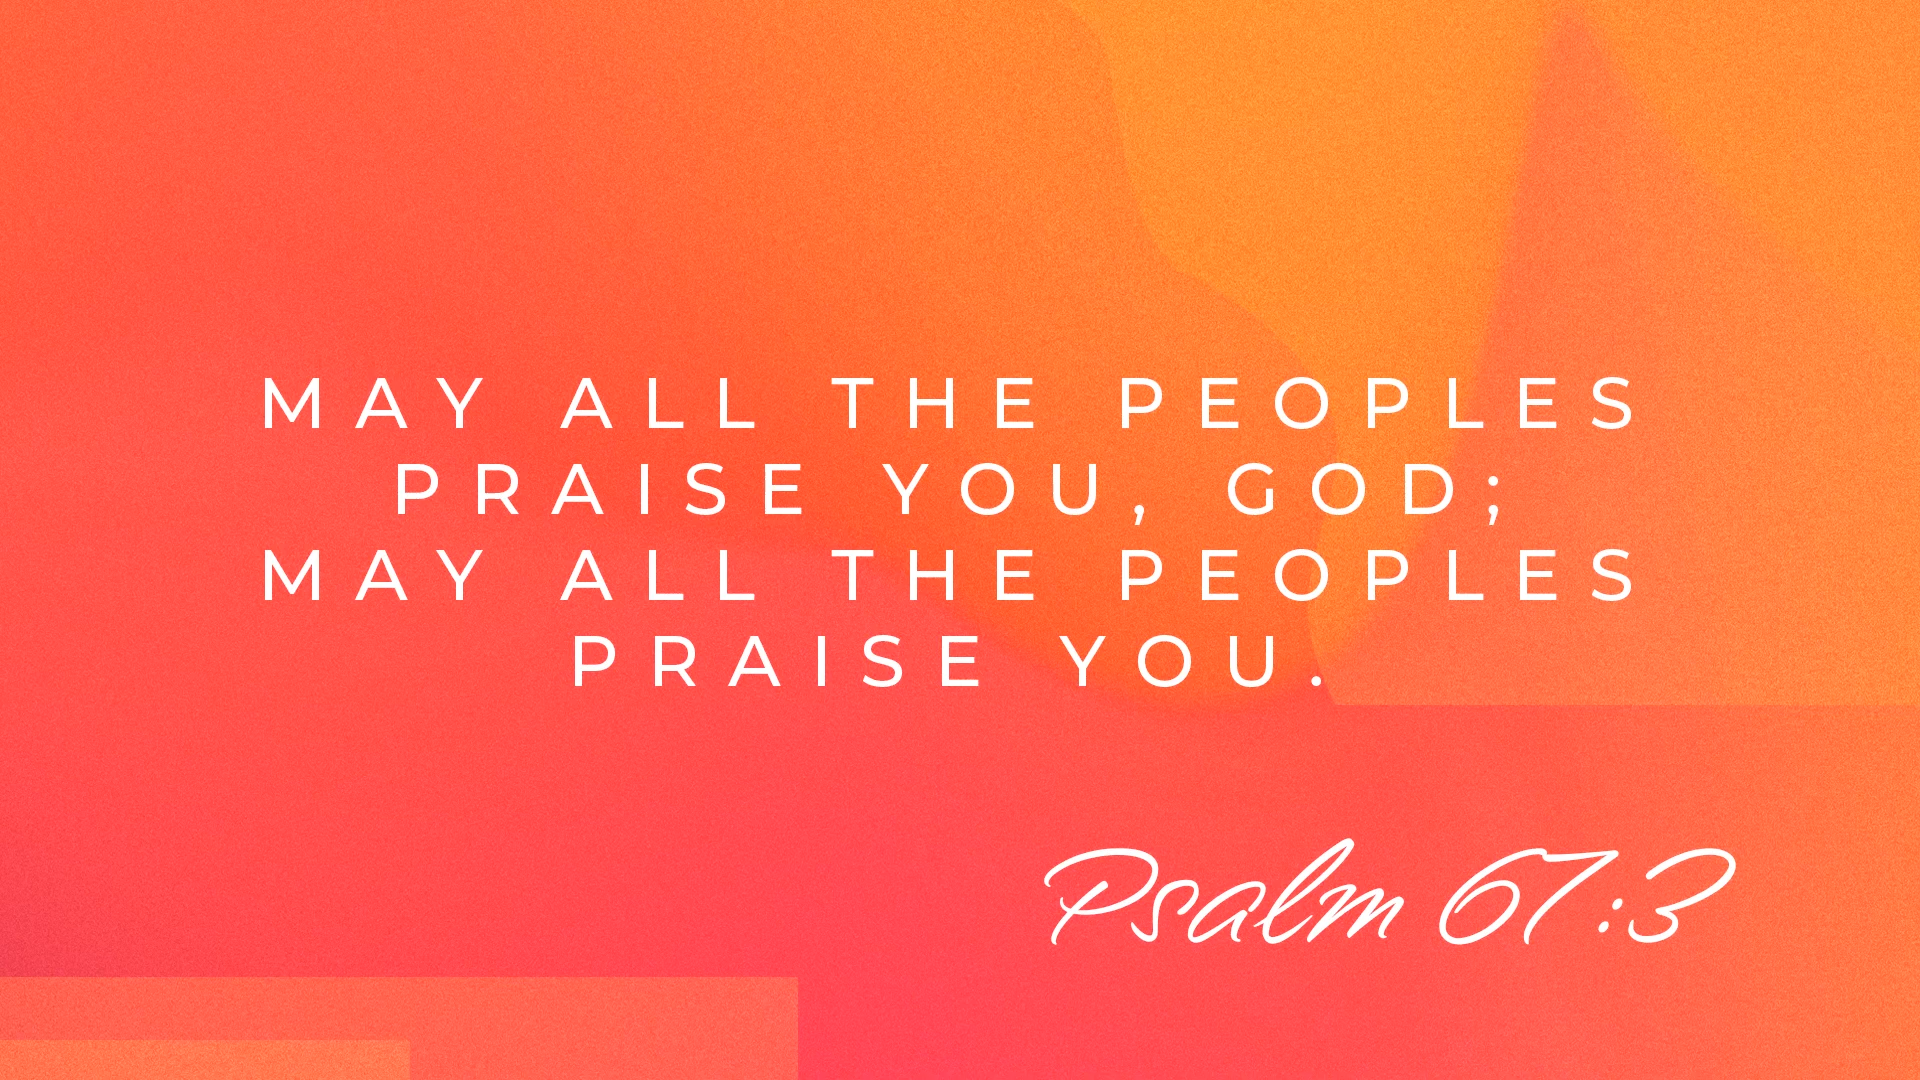 MAY ALL THE PEOPLES
PRAISE YOU, GOD;
MAY ALL THE PEOPLES
PRAISE YOU.
Psalm 67:3